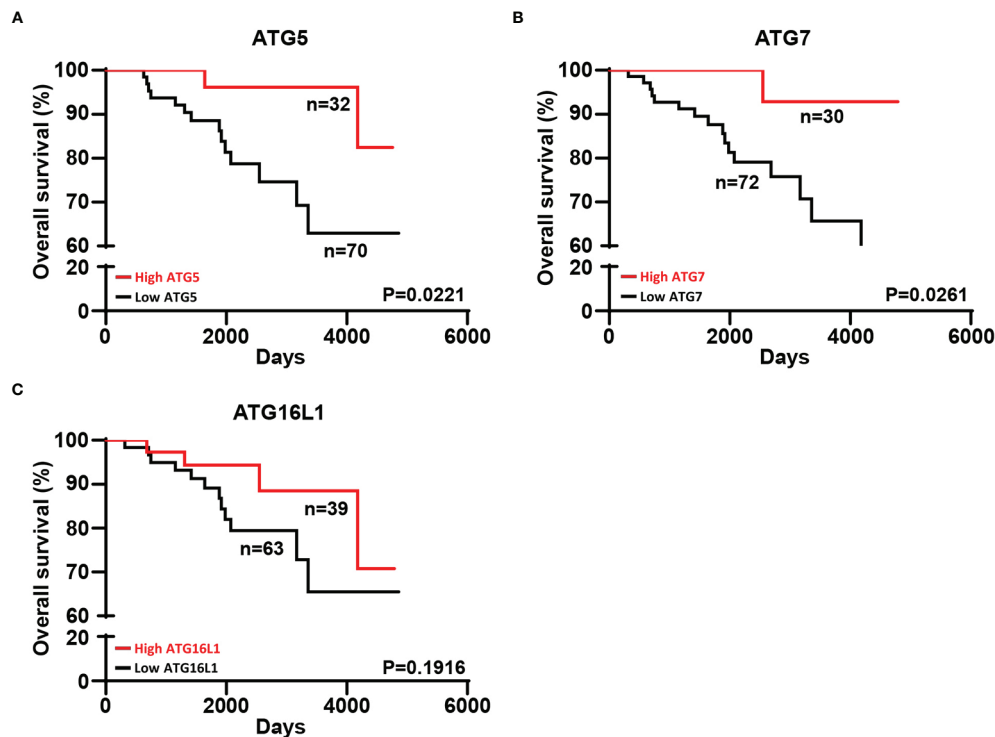 A
ATG5
Overall survival (%)
100
90
80
70
60
20
0
n=32
n=70
High ATG5
Low ATG5
P=0.0221
0 2000 4000 6000
Days
B
ATG7
Overall survival (%)
100
90
80
70
60
20
0
n=30
n=72
High ATG7
Low ATG7
P=0.0261
0 2000 4000 6000
Days
C
ATG16L1
Overall survival (%)
100
90
80
70
60
20
0
n=39
n=63
High ATG16L1
Low ATG16L1
P=0.1916
0 2000 4000 6000
Days